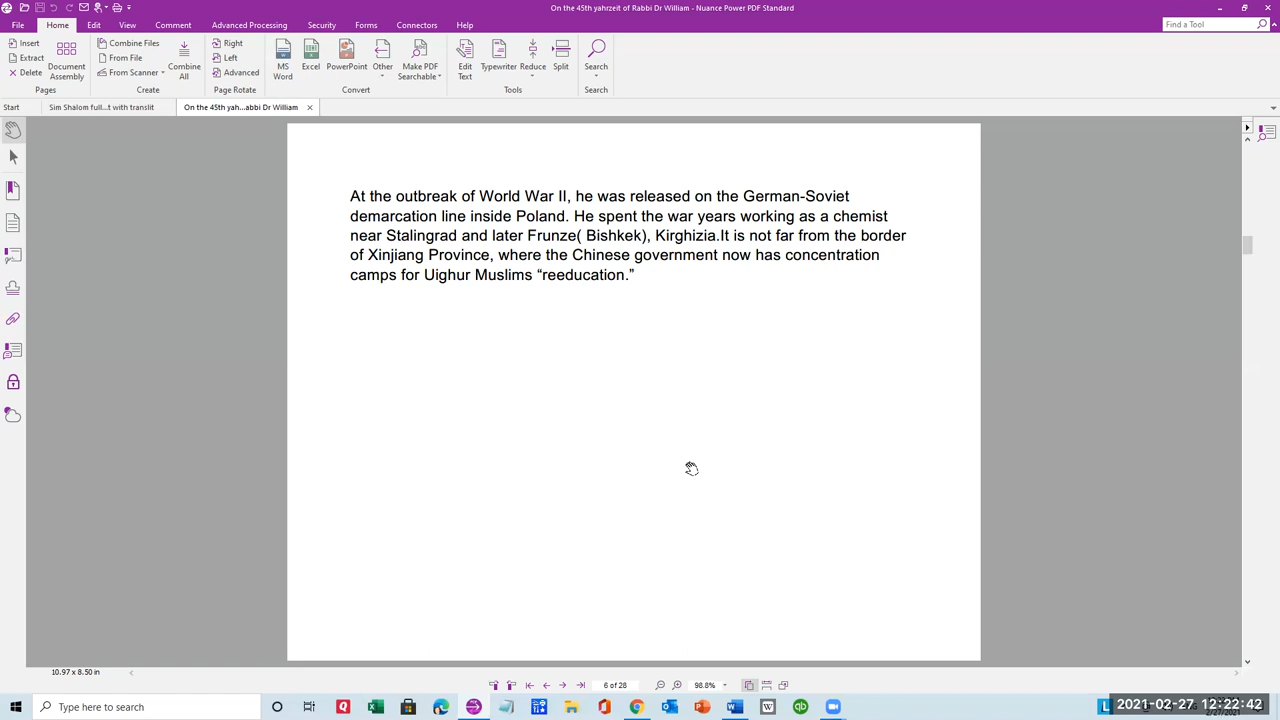 On the 45th yahrzeit of Rabbi Dr William - Nuance Power PDF Standard
File Home Edit View Comment Advanced Processing Security Forms Connectors Help
Find a Tool
Insert
Extract
Delete
Document
Assembly
Pages
Combine Files
From File
From Scanner
Combine
All
Create
Right
Left
Advanced
Page Rotate
MS
Word
Excel
PowerPoint
Other
Make PDF
Searchable
Convert
Edit
Text
Typewriter
Reduce
Split
Tools
Search
Search
Start
Sim Shalom full...t with translit
On the 45th yah...abbi Dr William
At the outbreak of World War II, he was released on the German-Soviet
demarcation line inside Poland. He spent the war years working as a chemist
near Stalingrad and later Frunze( Bishkek), Kirghizia.It is not far from the border
of Xinjiang Province, where the Chinese government now has concentration
camps for Uighur Muslims “reeducation.”
10.97 x 8.50 in
6 of 28
98.8%
Type here to search
2021-02-27 12:22:42